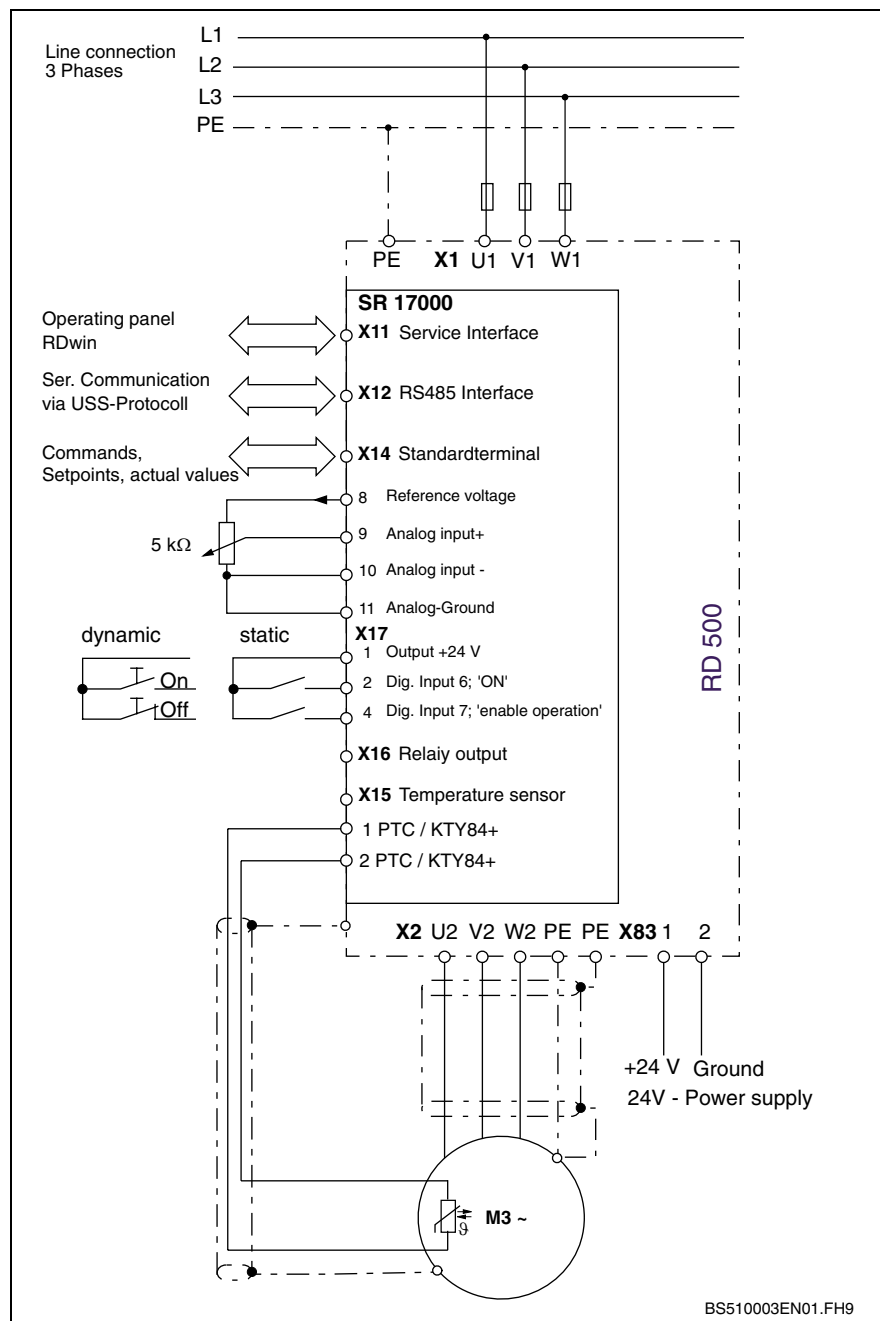 Line connection
3 Phases
L1
L2
L3
PE
PE X1 U1 V1 W1
SR 17000
Operating panel
RDwin
X11 Service Interface
Ser. Communication
via USS-Protocoll
X12 RS485 Interface
Commands,
Setpoints, actual values
X14 Standardterminal
8 Reference voltage
5 kΩ
9 Analog input+
10 Analog input -
11 Analog-Ground
RD 500
dynamic
static
X17
1 Output +24 V
On
2 Dig. Input 6; 'ON'
Off
4 Dig. Input 7; 'enable operation'
X16 Relaiy output
X15 Temperature sensor
1 PTC / KTY84+
2 PTC / KTY84+
X2 U2 V2 W2 PE PE X83 1 2
+24 V Ground
24V - Power supply
M3 ~
ϑ
BS510003EN01.FH9